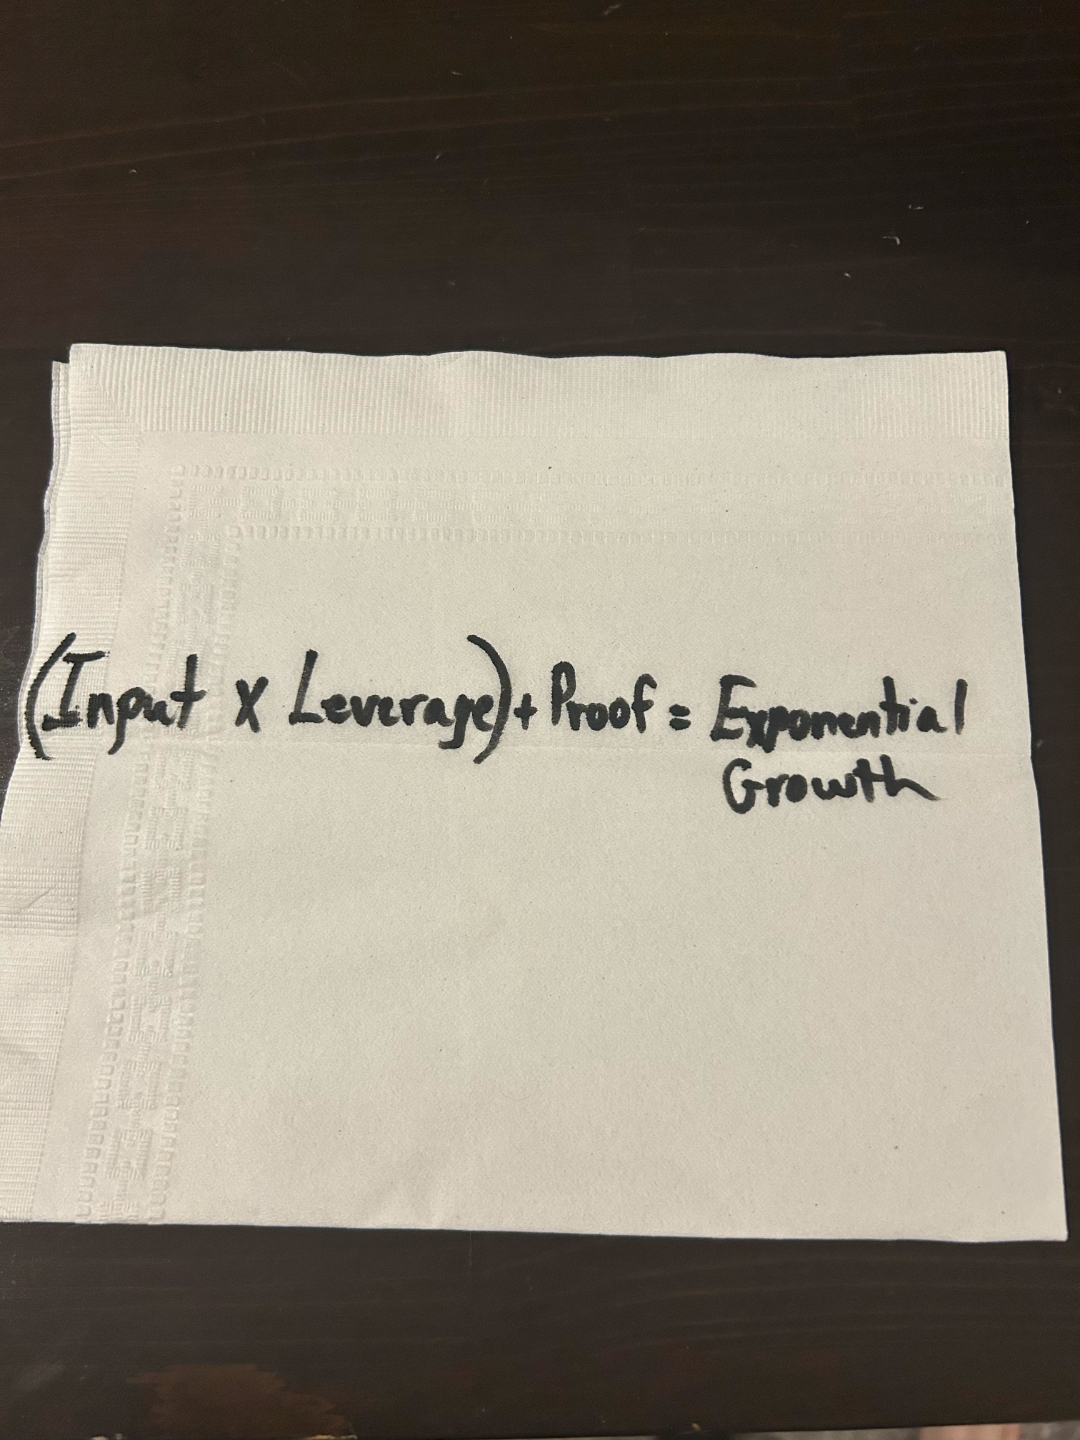 (Input x Leverage) + Proof = Exponential
Growth